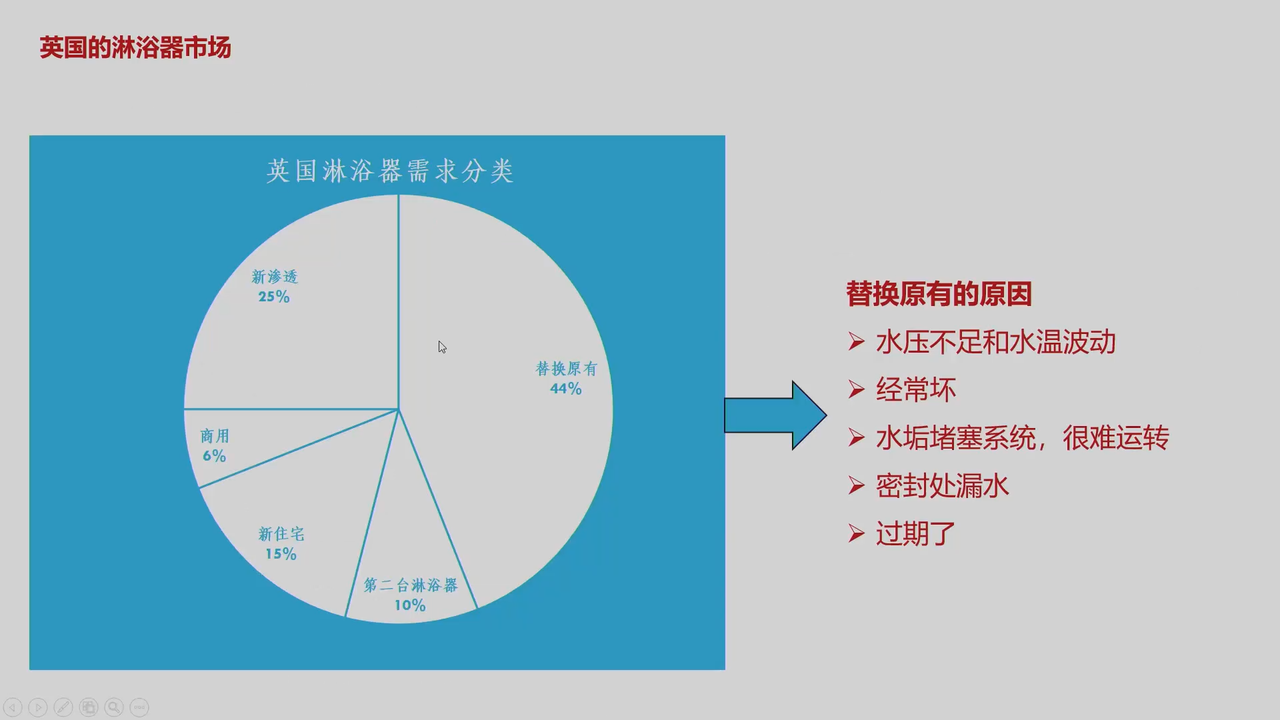 英国的淋浴器市场
英国淋浴器需求分类
新渗透
25%
替换原有
44%
商用
6%
新住宅
15%
第二台淋浴器
10%
替换原有的原因
水压不足和水温波动
经常坏
水垢堵塞系统，很难运转
密封处漏水
过期了